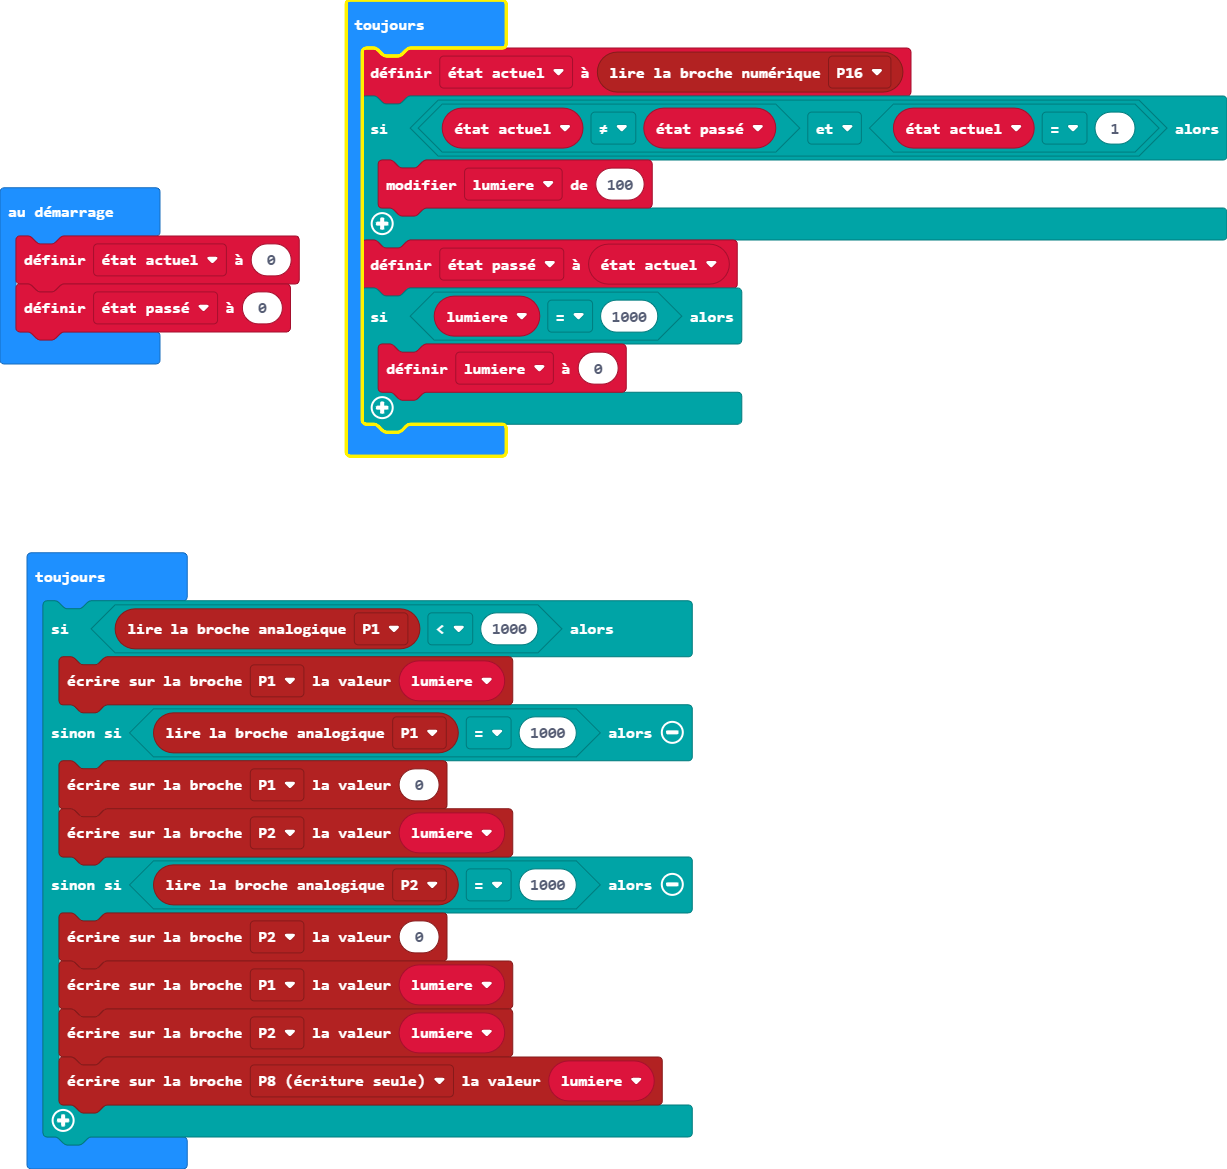 toujours
définir état actuel à lire la broche numérique P16
si état actuel ≠ état passé et état actuel = 1 alors
modifier lumiere de 100
définir état passé à état actuel
si lumiere = 1000 alors
définir lumiere à 0
au démarrage
définir état actuel à 0
définir état passé à 0
toujours
si lire la broche analogique P1 < 1000 alors
écrire sur la broche P1 la valeur lumiere
sinon si lire la broche analogique P1 = 1000 alors
écrire sur la broche P1 la valeur 0
écrire sur la broche P2 la valeur lumiere
sinon si lire la broche analogique P2 = 1000 alors
écrire sur la broche P2 la valeur 0
écrire sur la broche P1 la valeur lumiere
écrire sur la broche P2 la valeur lumiere
écrire sur la broche P8 (écriture seule) la valeur lumiere